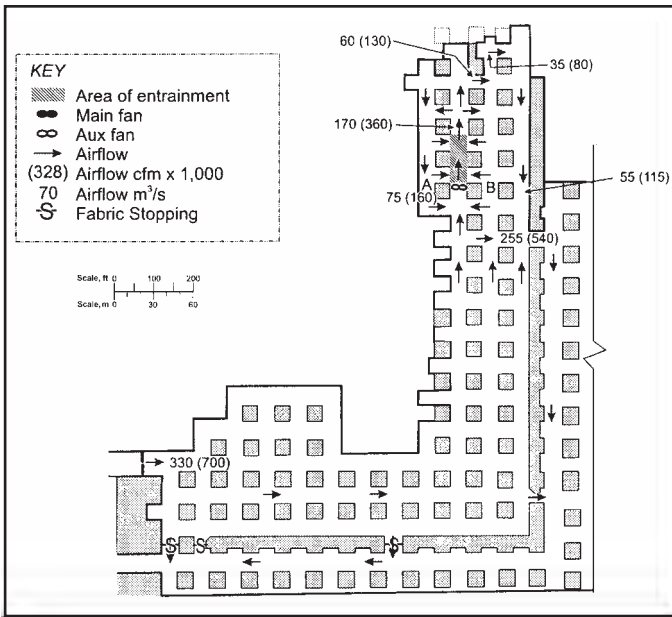 KEY
Area of entrainment
Main fan
Aux fan
Airflow
(328) Airflow cfm x 1,000
70 Airflow m³/s
S Fabric Stopping
Scale, ft 0 100 200
Scale, m 0 30 60
60 (130)
35 (80)
170 (360)
A
B
75 (160)
55 (115)
255 (540)
330 (700)
S
S
S